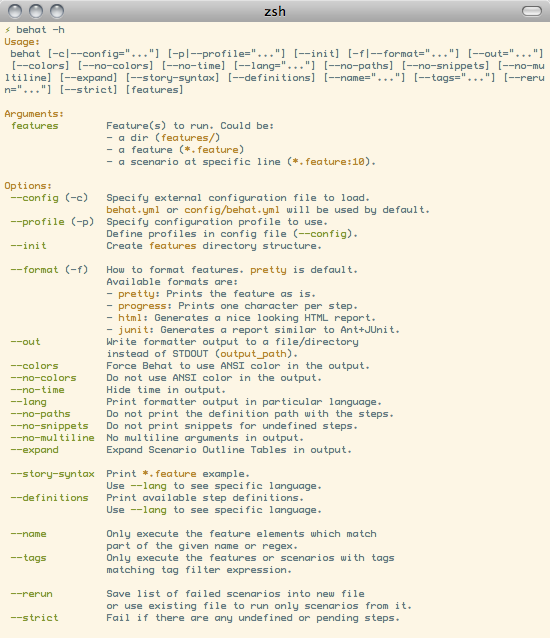 zsh
⚡ behat -h
Usage:
 behat [-c|--config="..."] [-p|--profile="..."] [--init] [-f|--format="..."] [--out="..."]
 [--colors] [--no-colors] [--no-time] [--lang="..."] [--no-paths] [--no-snippets] [--no-mu
ltiline] [--expand] [--story-syntax] [--definitions] [--name="..."] [--tags="..."] [--reru
n="..."] [--strict] [features]
Arguments:
 features       Feature(s) to run. Could be:
                - a dir (features/)
                - a feature (*.feature)
                - a scenario at specific line (*.feature:10).
Options:
 --config (-c)  Specify external configuration file to load.
                behat.yml or config/behat.yml will be used by default.
 --profile (-p) Specify configuration profile to use.
                Define profiles in config file (--config).
 --init         Create features directory structure.
 --format (-f)  How to format features. pretty is default.
                Available formats are:
                - pretty: Prints the feature as is.
                - progress: Prints one character per step.
                - html: Generates a nice looking HTML report.
                - junit: Generates a report similar to Ant+JUnit.
 --out          Write formatter output to a file/directory
                instead of STDOUT (output_path).
 --colors       Force Behat to use ANSI color in the output.
 --no-colors    Do not use ANSI color in the output.
 --no-time      Hide time in output.
 --lang         Print formatter output in particular language.
 --no-paths     Do not print the definition path with the steps.
 --no-snippets  Do not print snippets for undefined steps.
 --no-multiline No multiline arguments in output.
 --expand       Expand Scenario Outline Tables in output.
 --story-syntax Print *.feature example.
                Use --lang to see specific language.
 --definitions  Print available step definitions.
                Use --lang to see specific language.
 --name         Only execute the feature elements which match
                part of the given name or regex.
 --tags         Only execute the features or scenarios with tags
                matching tag filter expression.
 --rerun        Save list of failed scenarios into new file
                or use existing file to run only scenarios from it.
 --strict       Fail if there are any undefined or pending steps.